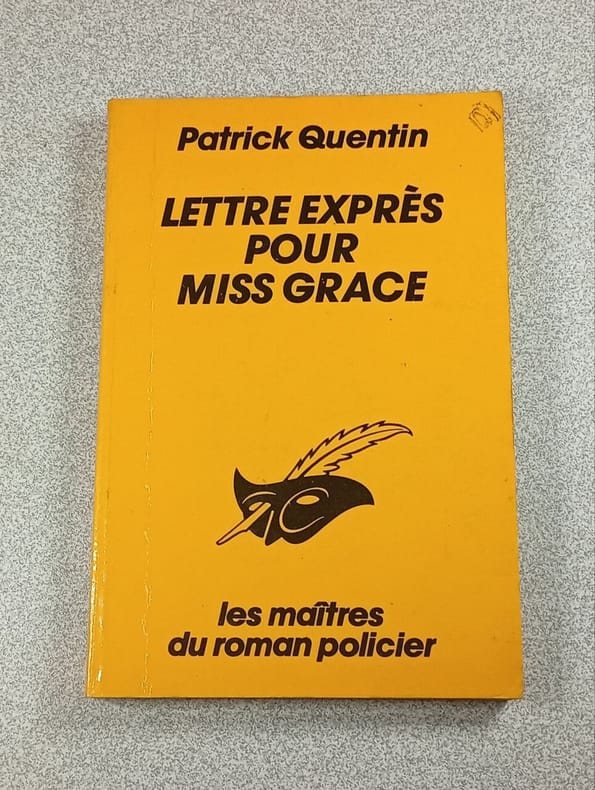 Patrick Quentin
LETTRE EXPRÈS
POUR
MISS GRACE
les maîtres
du roman policier